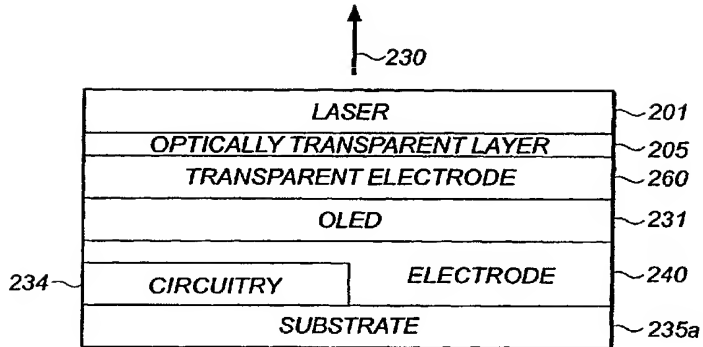 230
LASER 201
OPTICALLY TRANSPARENT LAYER 205
TRANSPARENT ELECTRODE 260
OLED 231
234 CIRCUITRY ELECTRODE 240
SUBSTRATE 235a